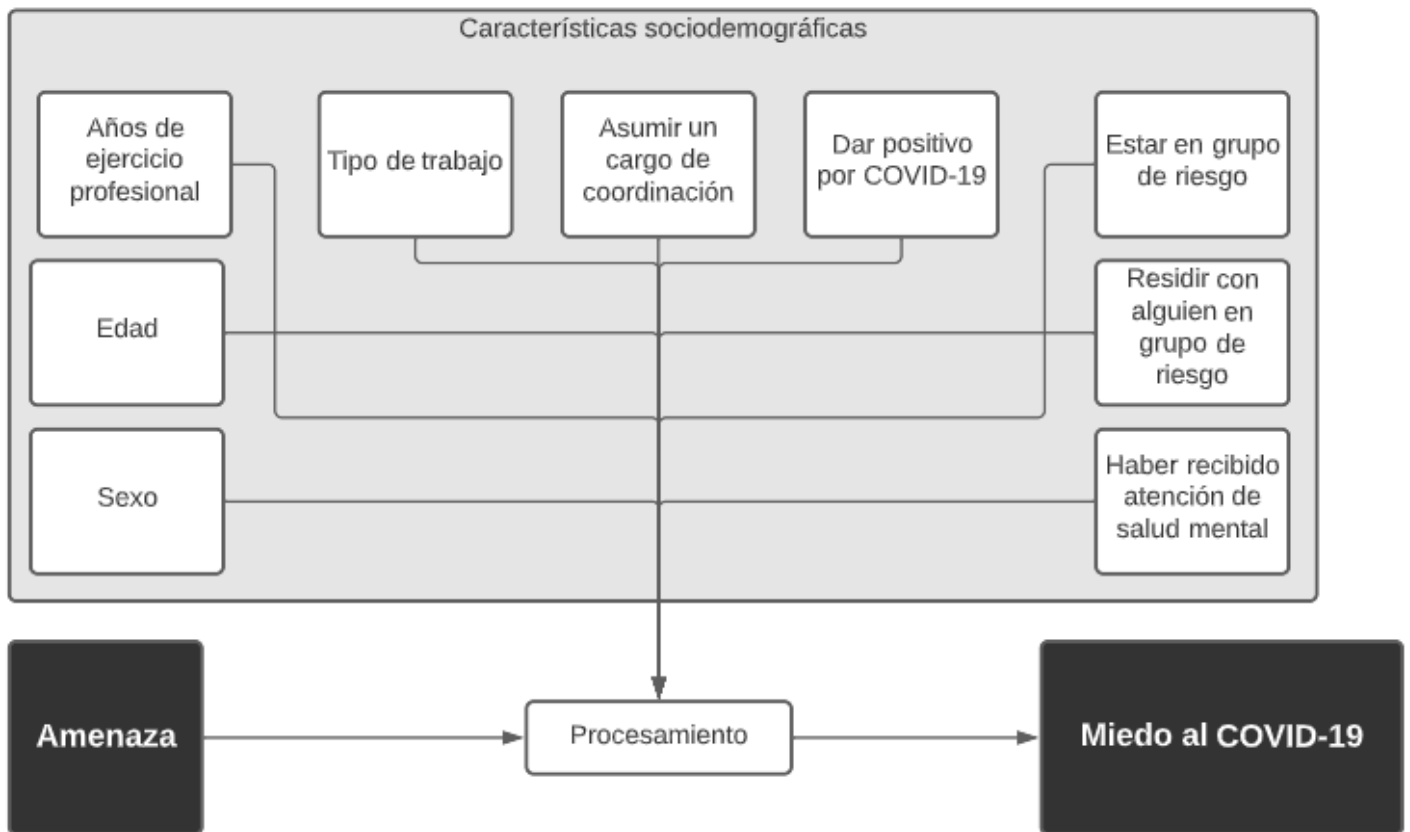 Características sociodemográficas
Años de
ejercicio
profesional
Tipo de trabajo
Asumir un
cargo de
coordinación
Dar positivo
por COVID-19
Estar en grupo
de riesgo
Edad
Residir con
alguien en
grupo de
riesgo
Sexo
Haber recibido
atención de
salud mental
Amenaza
Procesamiento
Miedo al COVID-19